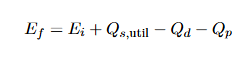 E_f = E_i + Q_{s,util} − Q_d − Q_p